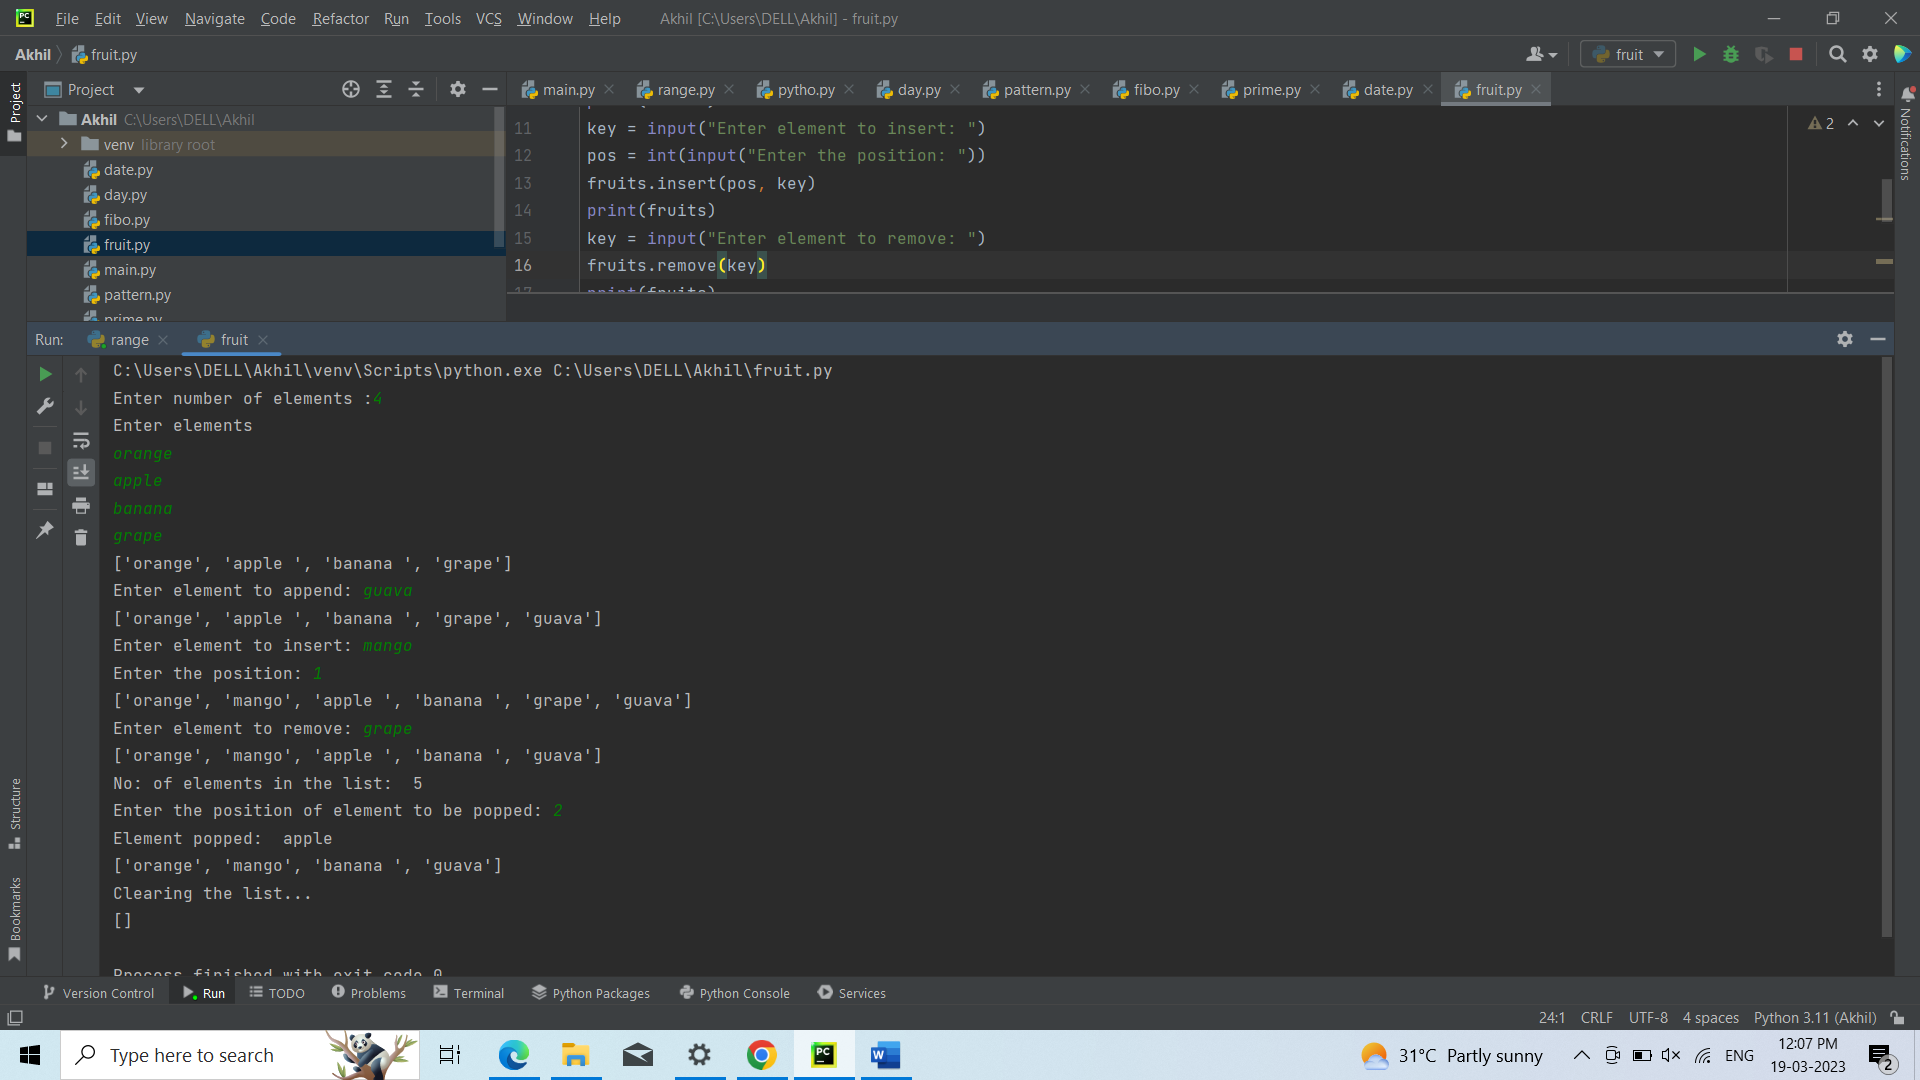 File Edit View Navigate Code Refactor Run Tools VCS Window Help Akhil [C:\Users\DELL\Akhil] - fruit.py
Akhil fruit.py
fruit
Project
main.py range.py pytho.py day.py pattern.py fibo.py prime.py date.py fruit.py
Project
Notifications
Akhil C:\Users\DELL\Akhil
venv library root
date.py
day.py
fibo.py
fruit.py
main.py
pattern.py
prime.py
2
11 key = input("Enter element to insert: ")
12 pos = int(input("Enter the position: "))
13 fruits.insert(pos, key)
14 print(fruits)
15 key = input("Enter element to remove: ")
16 fruits.remove(key)
17 print(fruits)
Run: range fruit
C:\Users\DELL\Akhil\venv\Scripts\python.exe C:\Users\DELL\Akhil\fruit.py
Enter number of elements :4
Enter elements
orange
apple
banana
grape
['orange', 'apple ', 'banana ', 'grape']
Enter element to append: guava
['orange', 'apple ', 'banana ', 'grape', 'guava']
Enter element to insert: mango
Enter the position: 1
['orange', 'mango', 'apple ', 'banana ', 'grape', 'guava']
Enter element to remove: grape
['orange', 'mango', 'apple ', 'banana ', 'guava']
No: of elements in the list:  5
Enter the position of element to be popped: 2
Element popped:  apple
['orange', 'mango', 'banana ', 'guava']
Clearing the list...
[]
Process finished with exit code 0
Structure
Bookmarks
Version Control Run TODO Problems Terminal Python Packages Python Console Services
24:1 CRLF UTF-8 4 spaces Python 3.11 (Akhil)
Type here to search
31°C Partly sunny
ENG
12:07 PM
19-03-2023
2